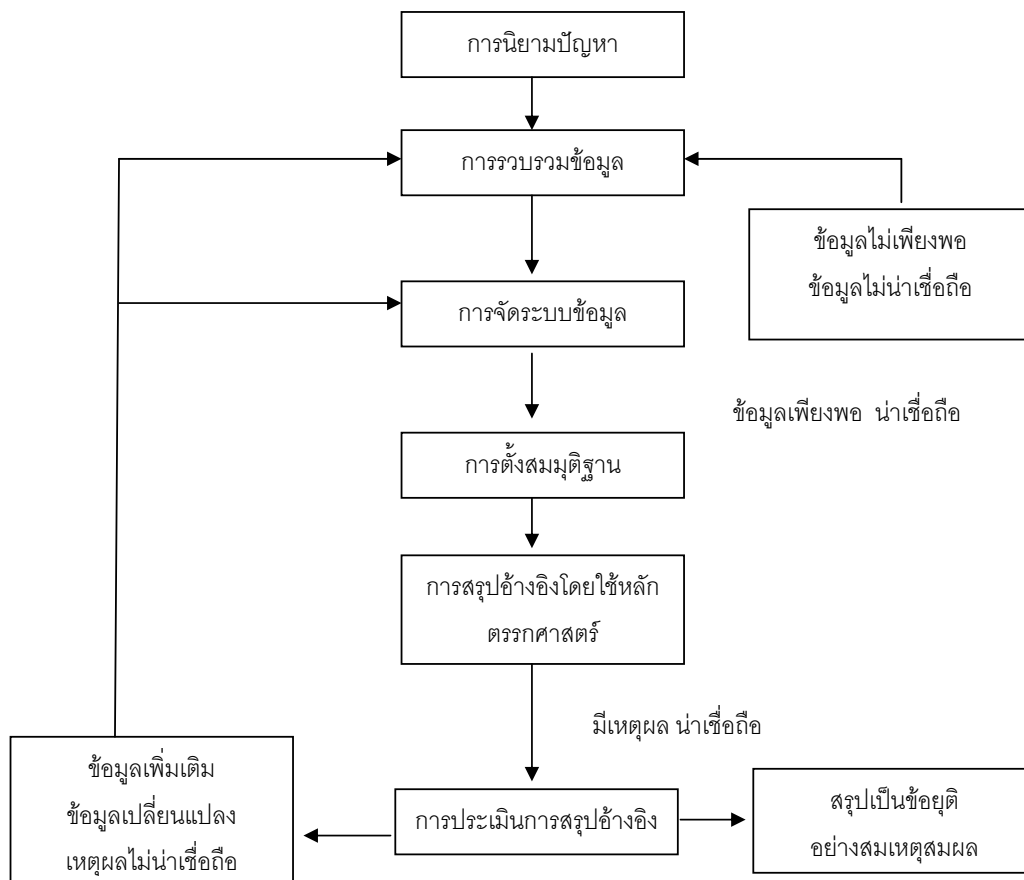 การนิยามปัญหา
การรวบรวมข้อมูล
ข้อมูลไม่เพียงพอ
ข้อมูลไม่น่าเชื่อถือ
การจัดระบบข้อมูล
ข้อมูลเพียงพอ น่าเชื่อถือ
การตั้งสมมุติฐาน
การสรุปอ้างอิงโดยใช้หลัก
ตรรกศาสตร์
มีเหตุผล น่าเชื่อถือ
ข้อมูลเพิ่มเติม
ข้อมูลเปลี่ยนแปลง
เหตุผลไม่น่าเชื่อถือ
การประเมินการสรุปอ้างอิง
สรุปเป็นข้อยุติ
อย่างสมเหตุสมผล